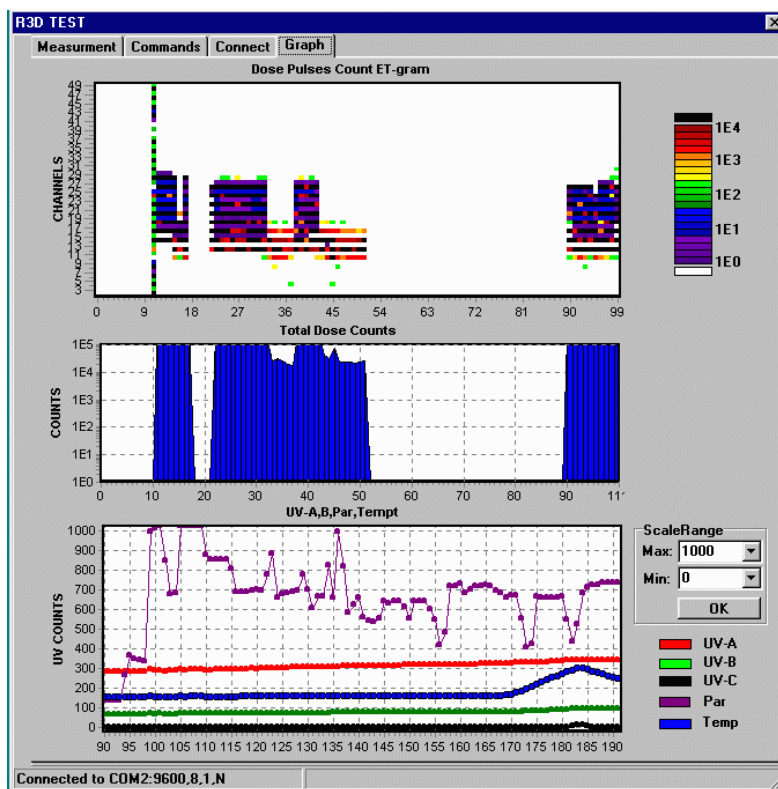 R3D TEST
Measurment Commands Connect Graph
Dose Pulses Count ET-gram
CHANNELS
49
45
43
41
39
37
35
33
31
29
27
25
23
21
19
17
15
13
11
9
7
5
3
0 9 18 27 36 45 54 63 72 81 90 99
1E4
1E3
1E2
1E1
1E0
Total Dose Counts
COUNTS
1E5
1E4
1E3
1E2
1E1
1E0
0 10 20 30 40 50 60 70 80 90 11
UV-A,B,Par,Tempt
UV COUNTS
1000
900
800
700
600
500
400
300
200
100
0
90 95 100 105 110 115 120 125 130 135 140 145 150 155 160 165 170 175 180 185 190
ScaleRange
Max: 1000
Min: 0
OK
UV-A
UV-B
UV-C
Par
Temp
Connected to COM2:9600,8,1,N